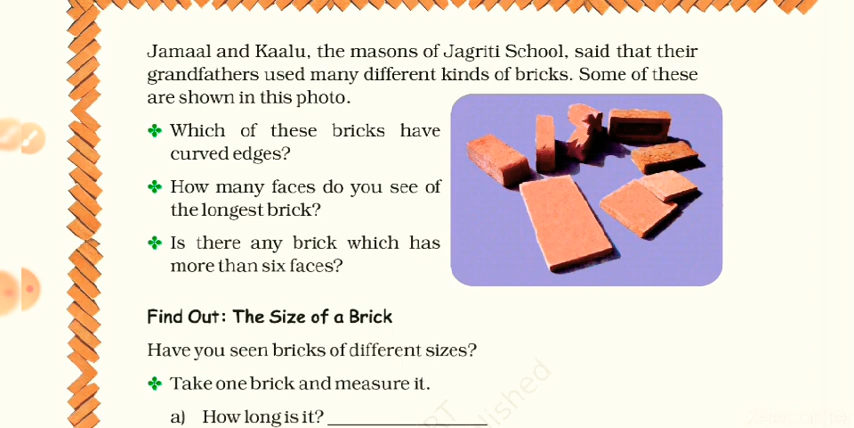 Jamaal and Kaalu, the masons of Jagriti School, said that their
grandfathers used many different kinds of bricks. Some of these
are shown in this photo.
Which of these bricks have
curved edges?
How many faces do you see of
the longest brick?
Is there any brick which has
more than six faces?
Find Out: The Size of a Brick
Have you seen bricks of different sizes?
Take one brick and measure it.
a) How long is it?